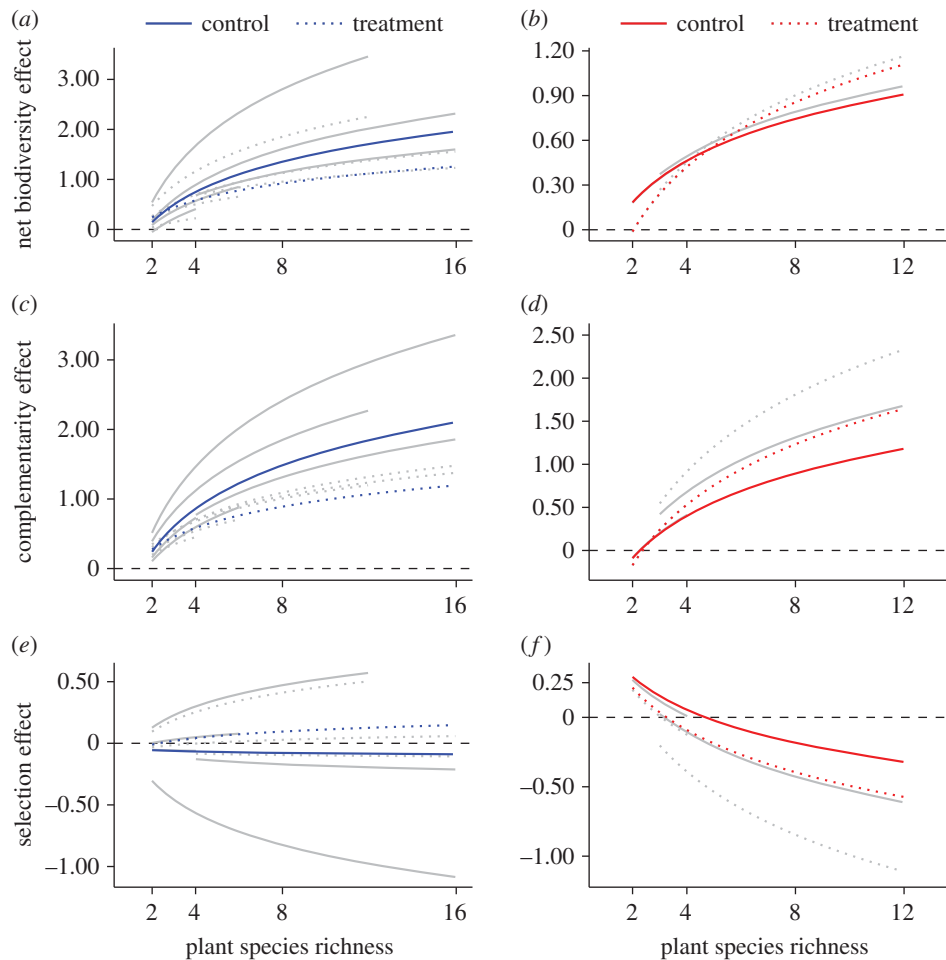 (a) control treatment
(b) control treatment
net biodiversity effect
3.00
2.00
1.00
0
2 4 8 16
1.20
0.90
0.60
0.30
0
2 4 8 12
(c)
complementarity effect
3.00
2.00
1.00
0
2 4 8 16
(d)
2.50
2.00
1.50
1.00
0.50
0
2 4 8 12
(e)
selection effect
0.50
0
−0.50
−1.00
2 4 8 16
plant species richness
(f)
0.25
0
−0.50
−1.00
2 4 8 12
plant species richness